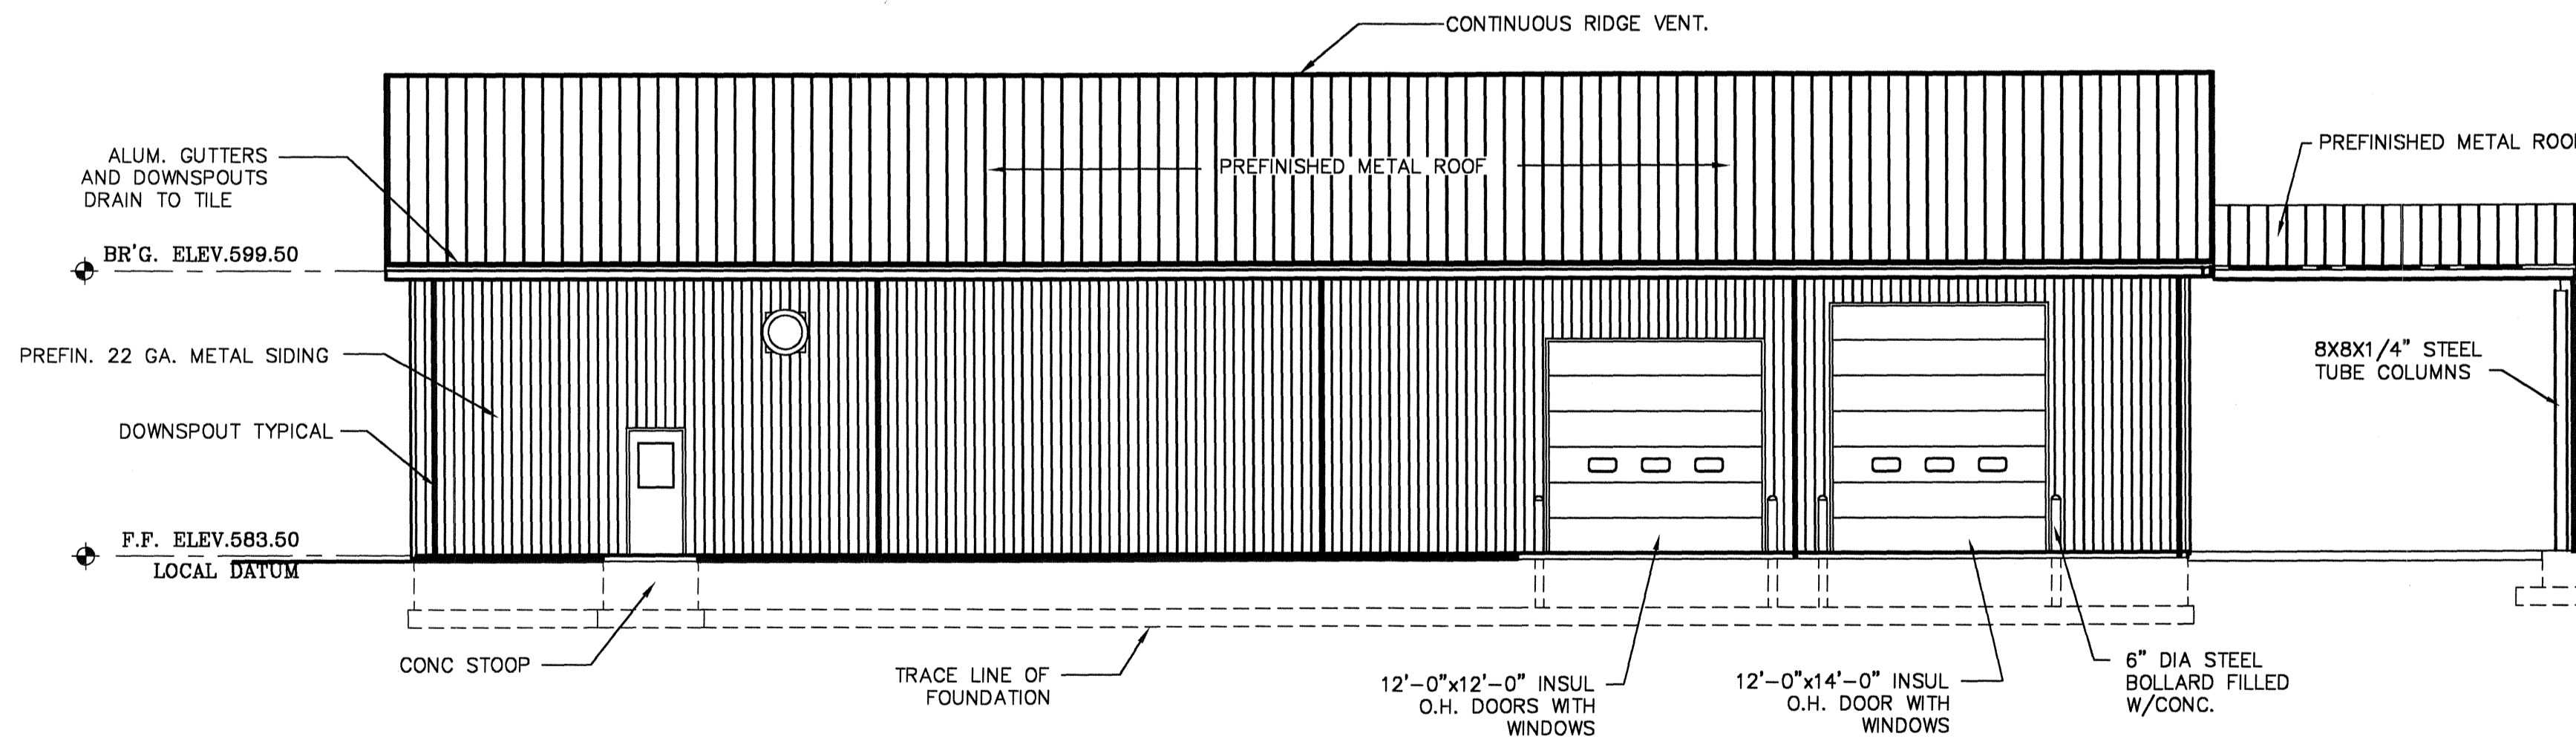 CONTINUOUS RIDGE VENT.
ALUM. GUTTERS
AND DOWNSPOUTS
DRAIN TO TILE
PREFINISHED METAL ROOF
PREFINISHED METAL ROOF
BR'G. ELEV.599.50
PREFIN. 22 GA. METAL SIDING
8X8X1/4" STEEL
TUBE COLUMNS
DOWNSPOUT TYPICAL
F.F. ELEV.583.50
LOCAL DATUM
CONC STOOP
TRACE LINE OF
FOUNDATION
12'-0"x12'-0" INSUL
O.H. DOORS WITH
WINDOWS
12'-0"x14'-0" INSUL
O.H. DOOR WITH
WINDOWS
6" DIA STEEL
BOLLARD FILLED
W/CONC.